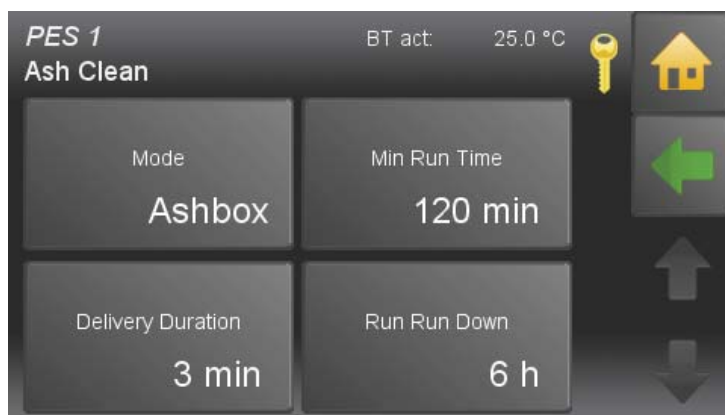 PES 1
BT act: 25.0 °C
Ash Clean
Mode
Ashbox
Min Run Time
120 min
Delivery Duration
3 min
Run Run Down
6 h